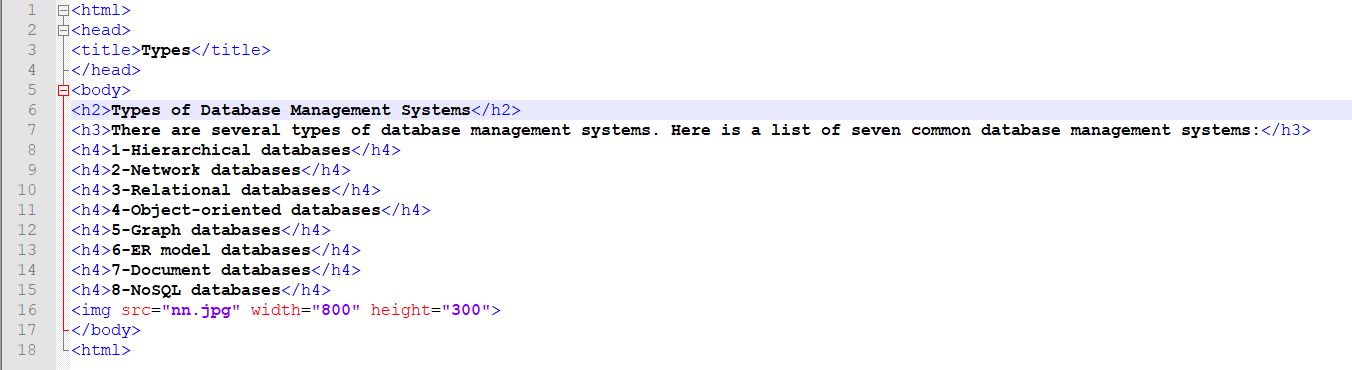 1 <html>
2 <head>
3 <title>Types</title>
4 </head>
5 <body>
6 <h2>Types of Database Management Systems</h2>
7 <h3>There are several types of database management systems. Here is a list of seven common database management systems:</h3>
8 <h4>1-Hierarchical databases</h4>
9 <h4>2-Network databases</h4>
10 <h4>3-Relational databases</h4>
11 <h4>4-Object-oriented databases</h4>
12 <h4>5-Graph databases</h4>
13 <h4>6-ER model databases</h4>
14 <h4>7-Document databases</h4>
15 <h4>8-NoSQL databases</h4>
16 <img src="nn.jpg" width="800" height="300">
17 </body>
18 <html>